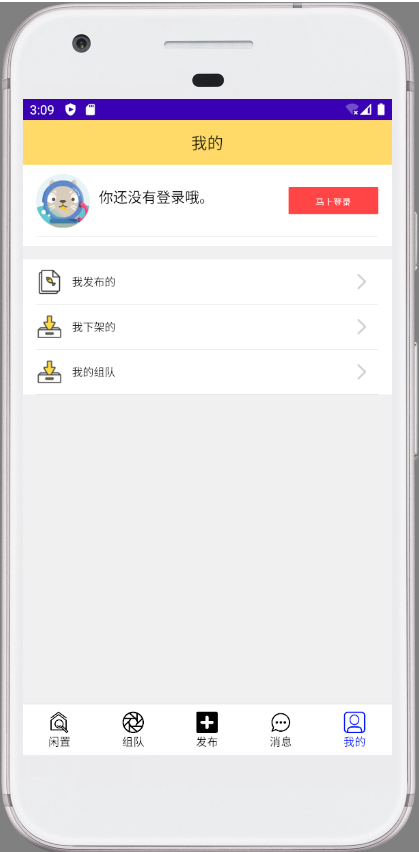 3:09
我的
你还没有登录哦。
马上登录
我发布的
我下架的
我的组队
闲置
组队
发布
消息
我的